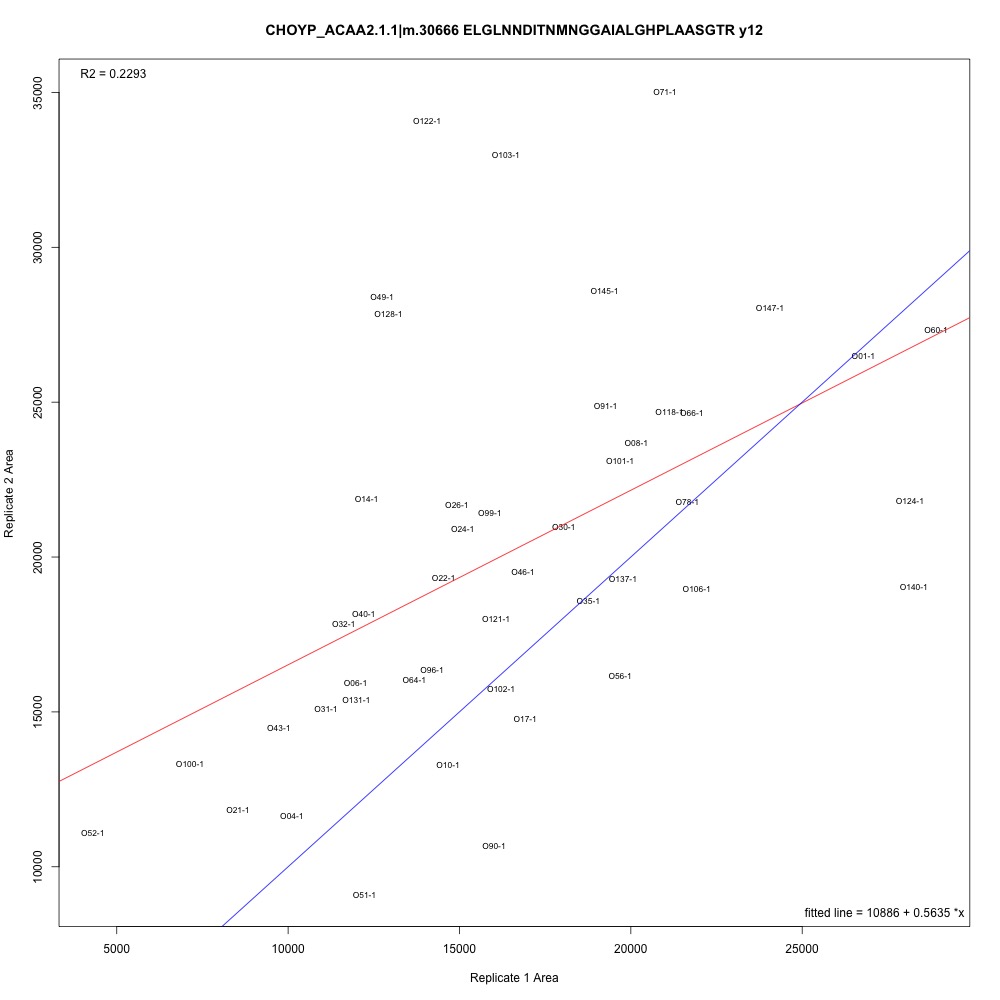 CHOYP_ACAA2.1.1|m.30666 ELGLNNDITNMNGGAIALGHPLAASGTR y12
R2 = 0.2293
35000
30000
25000
20000
15000
10000
Replicate 2 Area
O71-1
O122-1
O103-1
O145-1
O49-1
O147-1
O128-1
O60-1
O01-1
O91-1
O118-1
O66-1
O08-1
O101-1
O14-1
O78-1
O124-1
O26-1
O99-1
O30-1
O24-1
O46-1
O22-1
O137-1
O106-1
O140-1
O35-1
O40-1
O121-1
O32-1
O96-1
O56-1
O64-1
O06-1
O102-1
O131-1
O31-1
O17-1
O43-1
O100-1
O10-1
O21-1
O04-1
O52-1
O90-1
O51-1
fitted line = 10886 + 0.5635 *x
5000 10000 15000 20000 25000
Replicate 1 Area